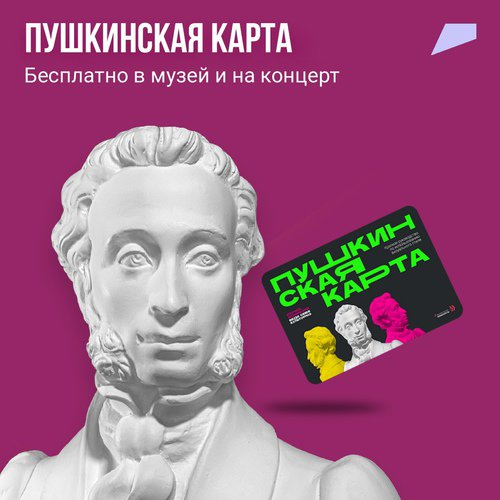 ПУШКИНСКАЯ КАРТА
Бесплатно в музей и на концерт
ПУШКИН
СКАЯ
КАРТА